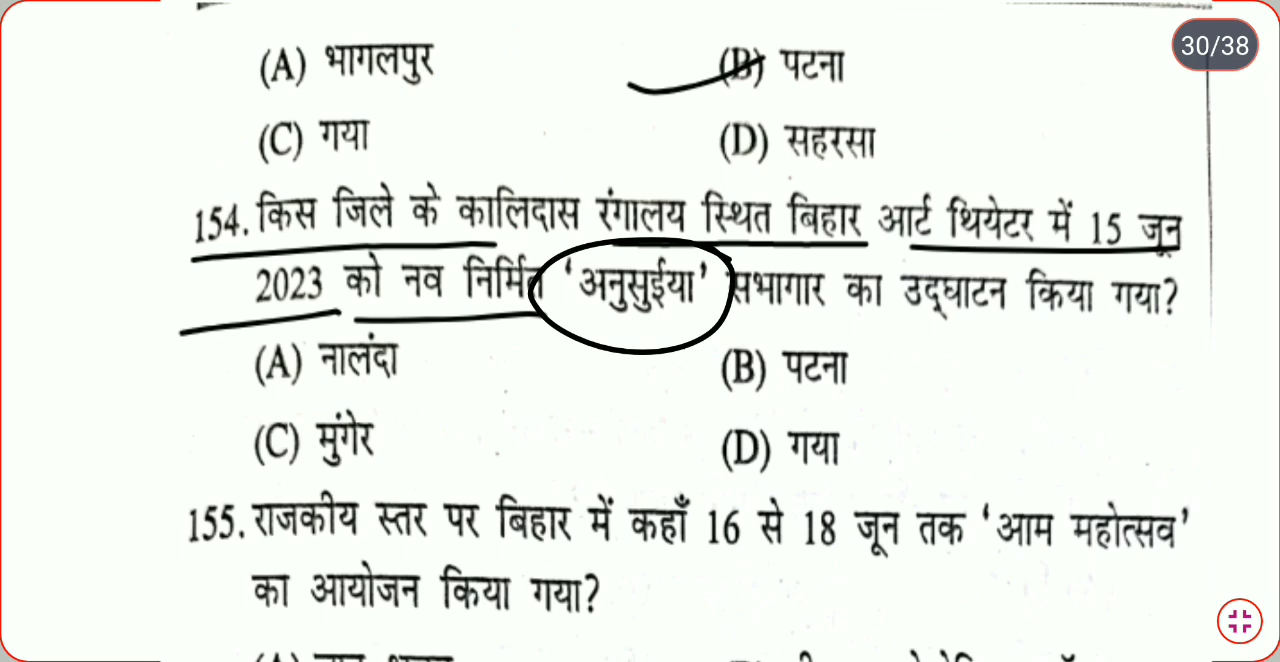 30/38
(A) भागलपुर (B) पटना
(C) गया (D) सहरसा
154. किस जिले के कालिदास रंगालय स्थित बिहार आर्ट थियेटर में 15 जून
2023 को नव निर्मित 'अनुसुईया' सभागार का उद्घाटन किया गया?
(A) नालंदा (B) पटना
(C) मुंगेर (D) गया
155. राजकीय स्तर पर बिहार में कहाँ 16 से 18 जून तक 'आम महोत्सव'
का आयोजन किया गया?